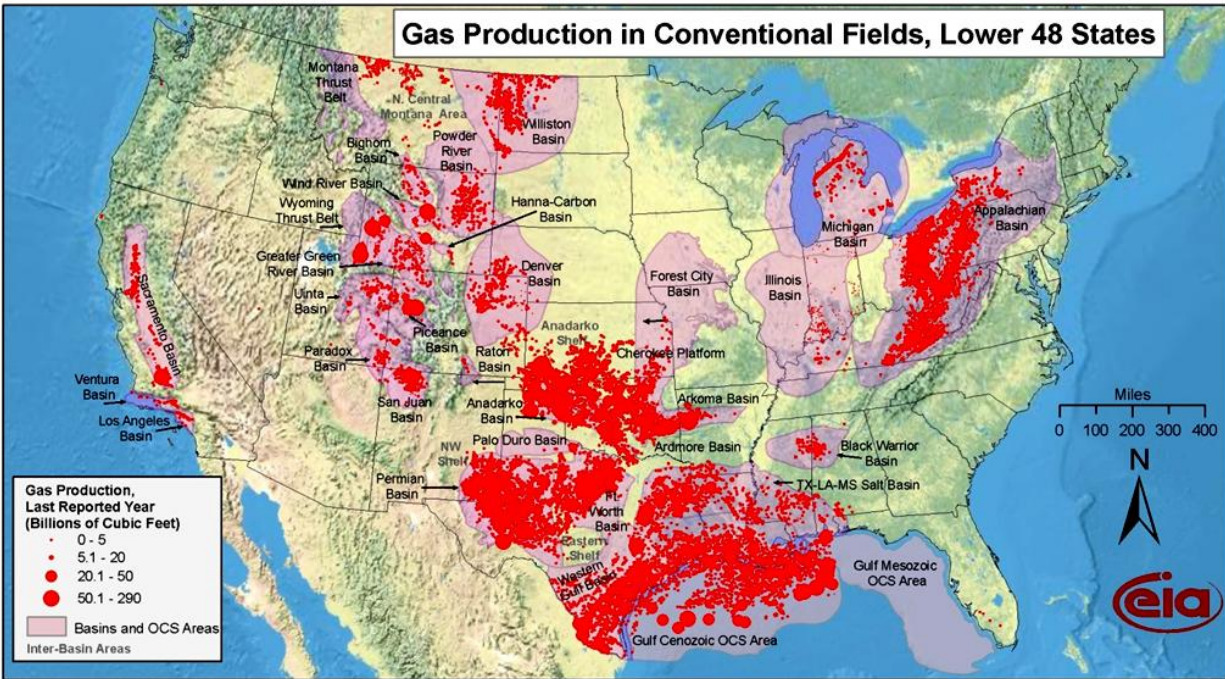 Gas Production in Conventional Fields, Lower 48 States
Montana
Thrust
Belt
N. Central
Montana Area
Williston
Basin
Bighorn
Basin
Powder
River
Basin
Wind River Basin
Wyoming
Thrust Belt
Hanna-Carbon
Basin
Greater Green
River Basin
Uinta
Basin
Denver
Basin
Piceance
Basin
Paradox
Basin
San Juan
Basin
Raton
Basin
Sacramento Basin
Ventura
Basin
Los Angeles
Basin
Anadarko
Shelf
Forest City
Basin
Cherokee Platform
Anadarko
Basin
Arkoma Basin
Palo Duro Basin
Ardmore Basin
NW
Shelf
Permian
Basin
Ft.
Worth
Basin
Eastern
Shelf
Western
Gulf Basin
TX-LA-MS Salt Basin
Black Warrior
Basin
Illinois
Basin
Michigan
Basin
Appalachian
Basin
Gulf Mesozoic
OCS Area
Gulf Cenozoic OCS Area
Miles
0 100 200 300 400
N
eia
Gas Production,
Last Reported Year
(Billions of Cubic Feet)
0 - 5
5.1 - 20
20.1 - 50
50.1 - 290
Basins and OCS Areas
Inter-Basin Areas